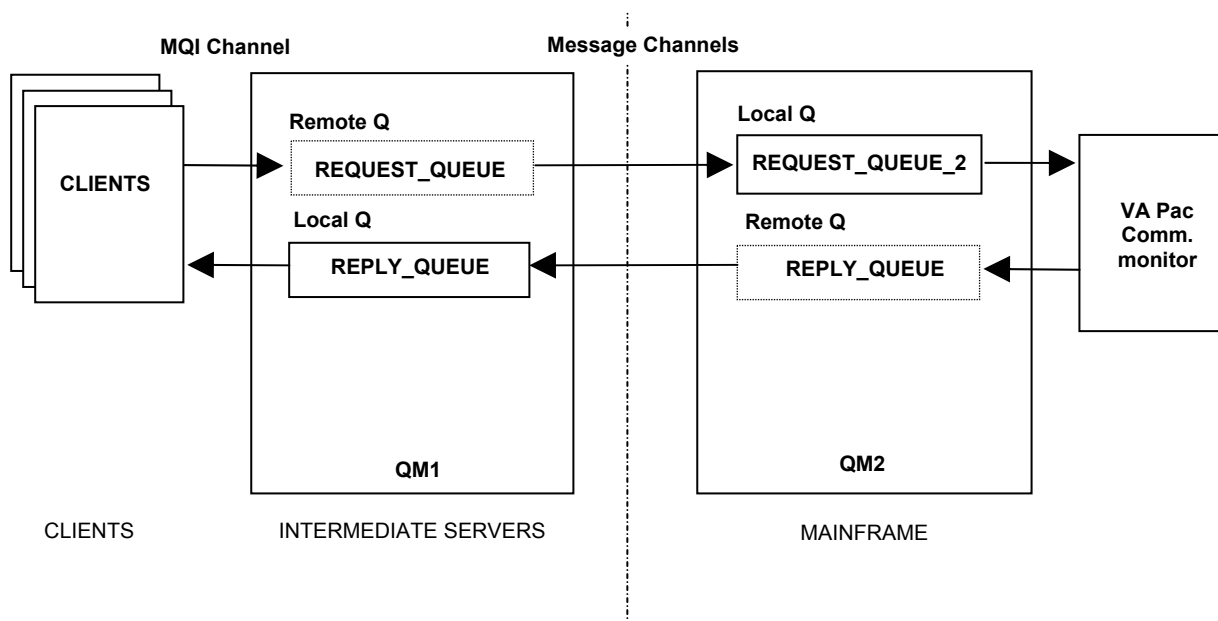 MQI Channel
Message Channels
CLIENTS
Remote Q
REQUEST_QUEUE
Local Q
REPLY_QUEUE
QM1
Local Q
REQUEST_QUEUE_2
Remote Q
REPLY_QUEUE
QM2
VA Pac
Comm.
monitor
CLIENTS
INTERMEDIATE SERVERS
MAINFRAME